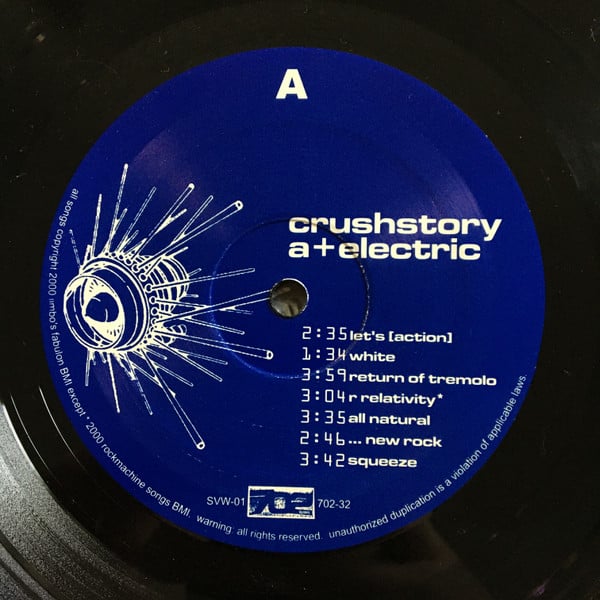 A
crushstory
a+electric
2:35 let's [action]
1:34 white
3:59 return of tremolo
3:04 r relativity*
3:35 all natural
2:46 ... new rock
3:42 squeeze
SVW-01 702-32
all songs copyright 2000 jimbo's fabulon BMI except * 2000 rockmachine songs BMI. warning: all rights reserved. unauthorized duplication is a violation of applicable laws.